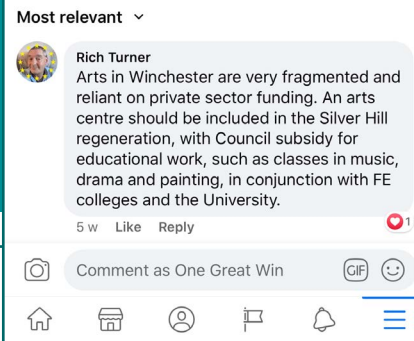 Most relevant
Rich Turner
Arts in Winchester are very fragmented and
reliant on private sector funding. An arts
centre should be included in the Silver Hill
regeneration, with Council subsidy for
educational work, such as classes in music,
drama and painting, in conjunction with FE
colleges and the University.
5 w Like Reply 1
Comment as One Great Win GIF